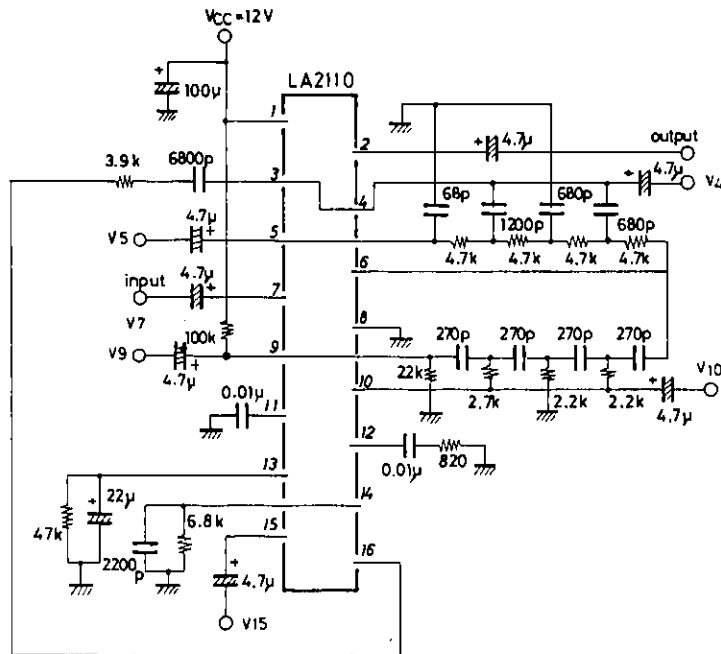 VCC=12V
100μ
LA2110
1
2
4.7μ
output
3.9k
6800p
3
4
4.7μ
V4
68p
1200p
680p
680p
4.7μ
V5
5
4.7k
4.7k
4.7k
4.7k
4.7μ
input
V7
6
7
100k
8
V9
4.7μ
9
270p
270p
270p
270p
22k
2.7k
2.2k
2.2k
10
V10
4.7μ
0.01μ
11
12
0.01μ
820
13
47k
22μ
14
2200p
6.8k
15
4.7μ
V15
16